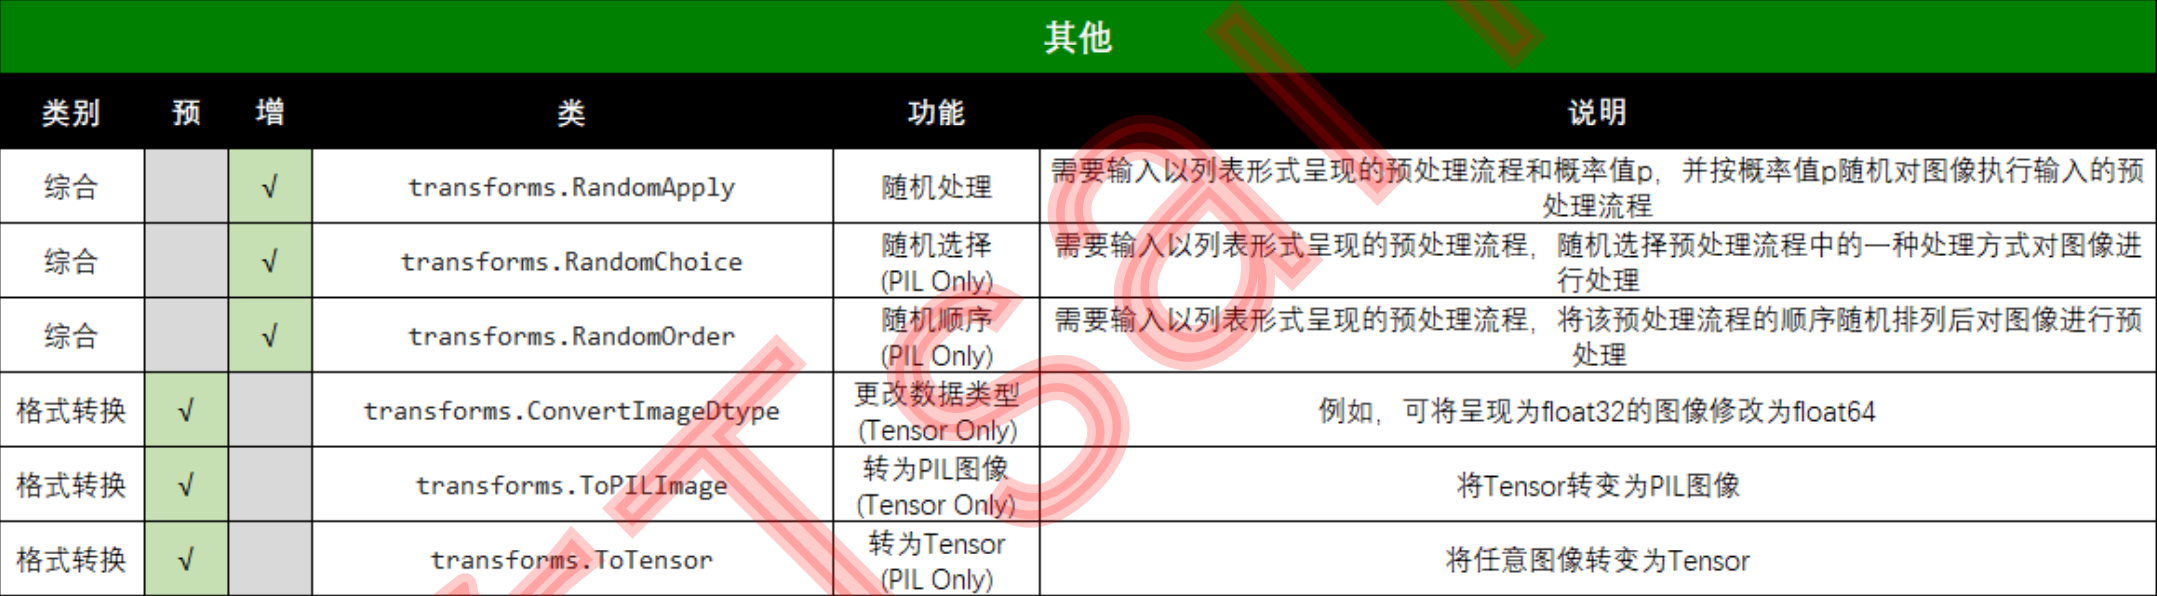 其他
类别 预 增 类 功能 说明
综合 √ transforms.RandomApply 随机处理 需要输入以列表形式呈现的预处理流程和概率值p，并按概率值p随机对图像执行输入的预
处理流程
综合 √ transforms.RandomChoice 随机选择
(PIL Only) 需要输入以列表形式呈现的预处理流程，随机选择预处理流程中的一种处理方式对图像进
行处理
综合 √ transforms.RandomOrder 随机顺序
(PIL Only) 需要输入以列表形式呈现的预处理流程，将该预处理流程的顺序随机排列后对图像进行预
处理
格式转换 √ transforms.ConvertImageDtype 更改数据类型
(Tensor Only) 例如，可将呈现为float32的图像修改为float64
格式转换 √ transforms.ToPILImage 转为PIL图像
(Tensor Only) 将Tensor转变为PIL图像
格式转换 √ transforms.ToTensor 转为Tensor
(PIL Only) 将任意图像转变为Tensor
Tsai